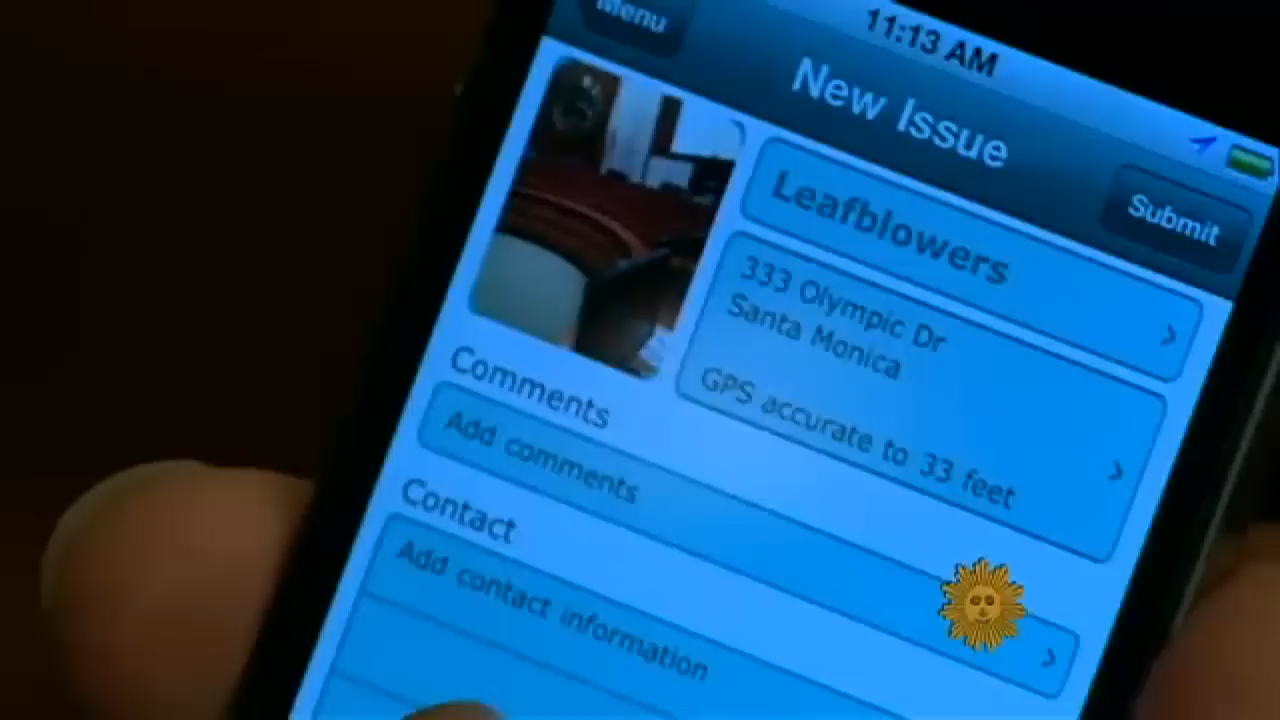 Menu
11:13 AM
New Issue
Submit
Leafblowers
333 Olympic Dr
Santa Monica
GPS accurate to 33 feet
Comments
Add comments
Contact
Add contact information